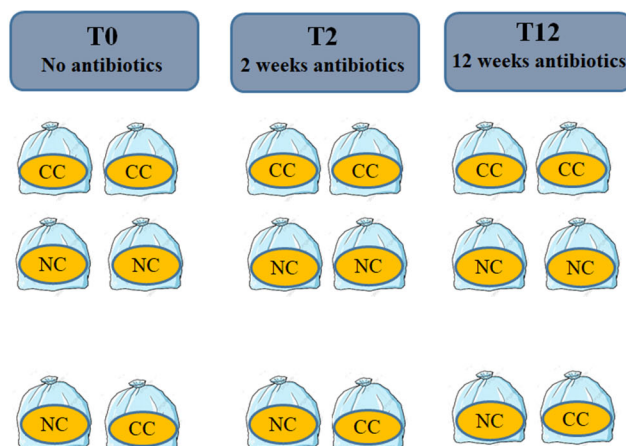 T0
No antibiotics
T2
2 weeks antibiotics
T12
12 weeks antibiotics
CC CC CC CC CC CC
NC NC NC NC NC NC
NC CC NC CC NC CC